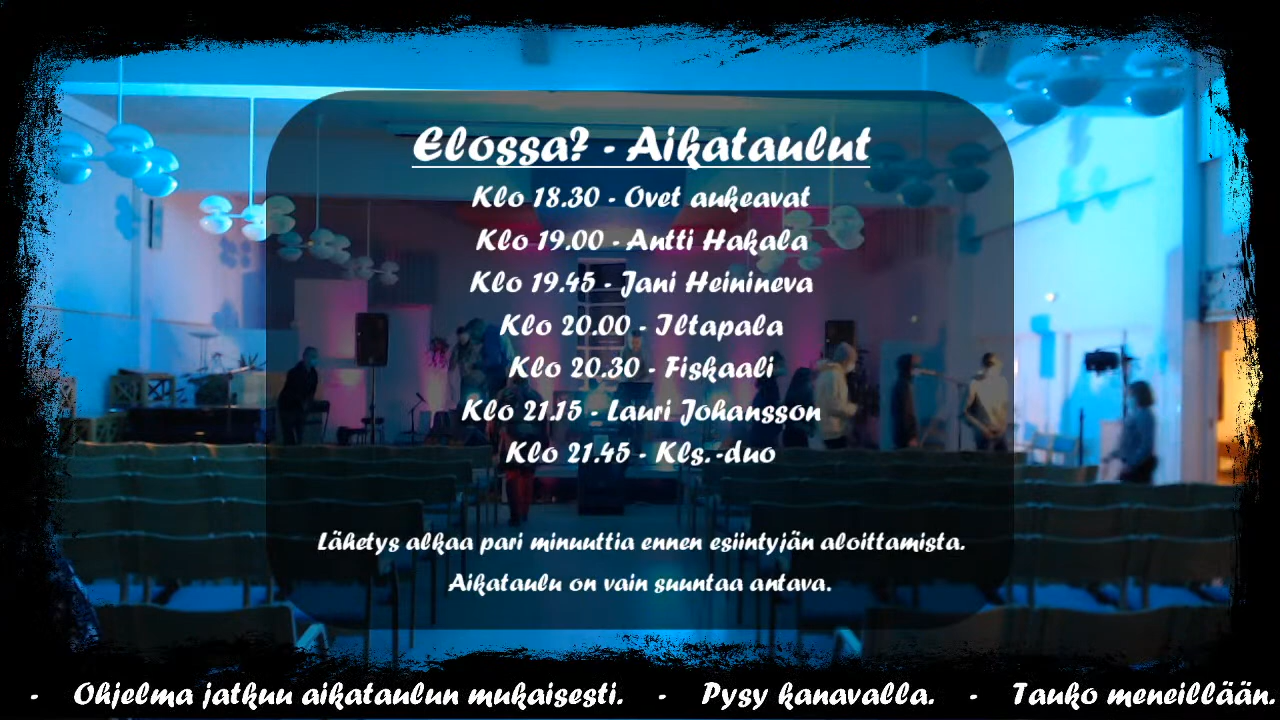 Elossa? - Aikataulut
Klo 18.30 - Ovet aukeavat
Klo 19.00 - Antti Hakala
Klo 19.45 - Jani Heinineva
Klo 20.00 - Iltapala
Klo 20.30 - Fiskaali
Klo 21.15 - Lauri Johansson
Klo 21.45 - Kls.-duo
Lähetys alkaa pari minuuttia ennen esiintyjän aloittamista.
Aikataulu on vain suuntaa antava.
- Ohjelma jatkuu aikataulun mukaisesti. - Pysy kanavalla. - Tauko meneillään.